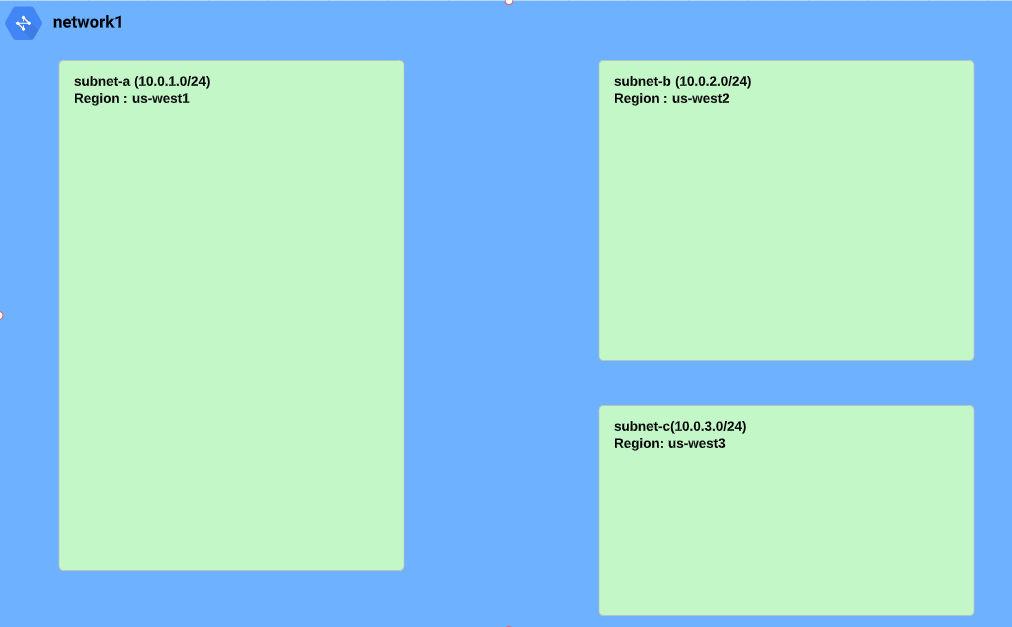 network1
subnet-a (10.0.1.0/24)
Region : us-west1
subnet-b (10.0.2.0/24)
Region : us-west2
subnet-c(10.0.3.0/24)
Region: us-west3